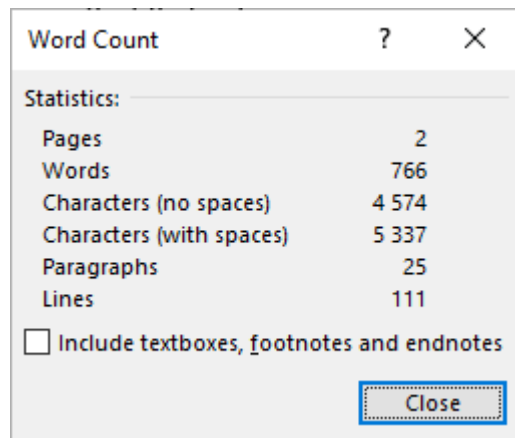 Word Count ? ×
Statistics:
Pages 2
Words 766
Characters (no spaces) 4 574
Characters (with spaces) 5 337
Paragraphs 25
Lines 111
Include textboxes, footnotes and endnotes
Close